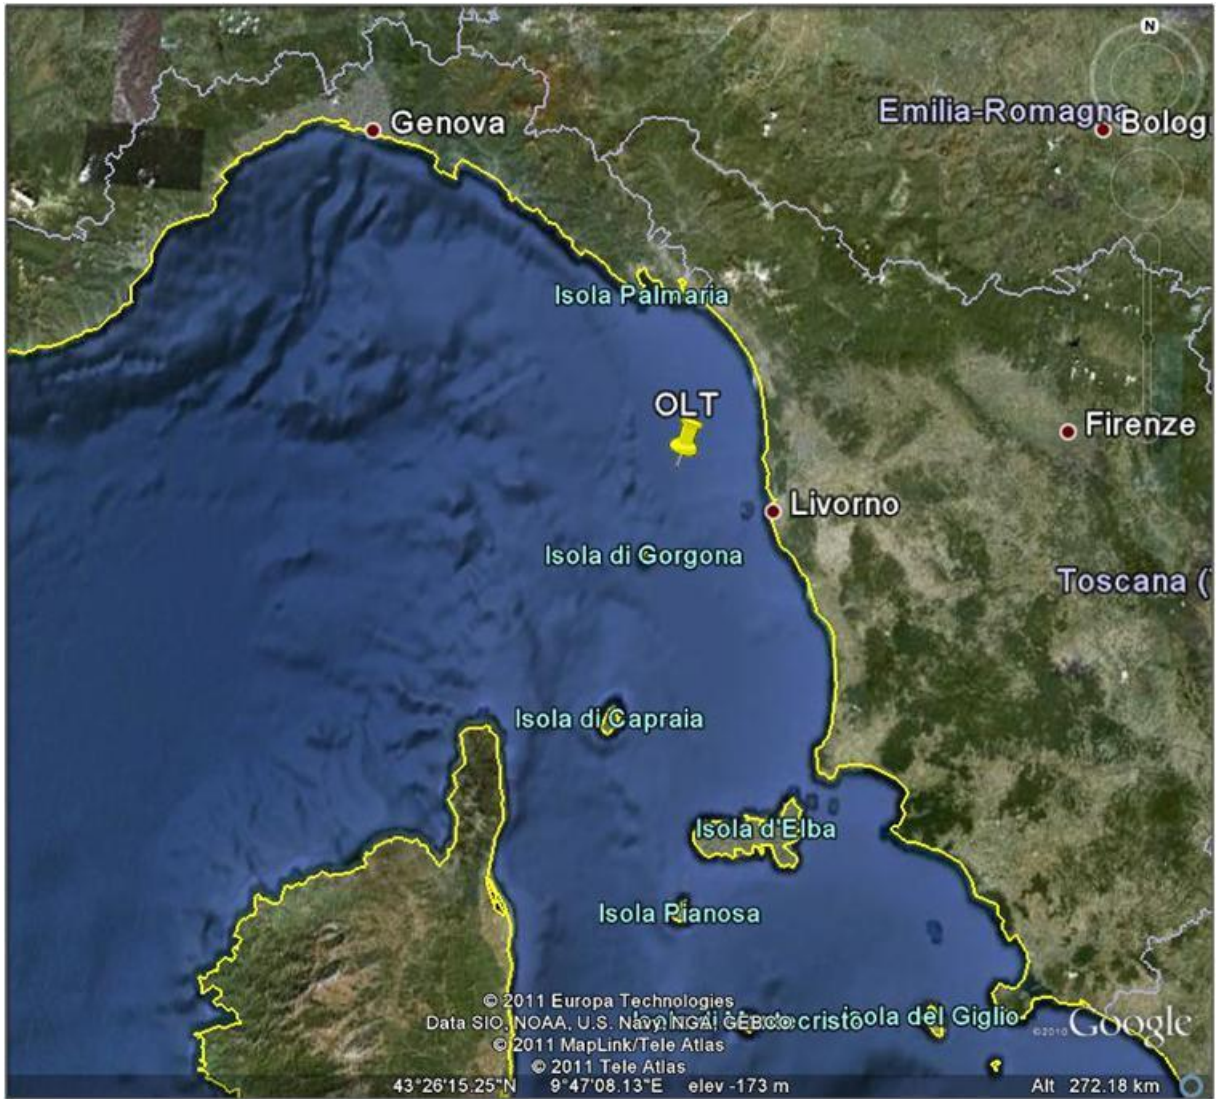 N
Emilia-Romagna
Bolog
Genova
Isola Palmaria
OLT
Firenze
Livorno
Isola di Gorgona
Toscana (
Isola di Capraia
Isola d'Elba
Isola Pianosa
© 2011 Europa Technologies
Data SIO, NOAA, U.S. Navy, NGA, GEBCO
Isola del Giglio
©2010 Google
© 2011 MapLink/Tele Atlas
© 2011 Tele Atlas
43°26'15.25"N 9°47'08.13"E elev -173 m Alt 272.18 km